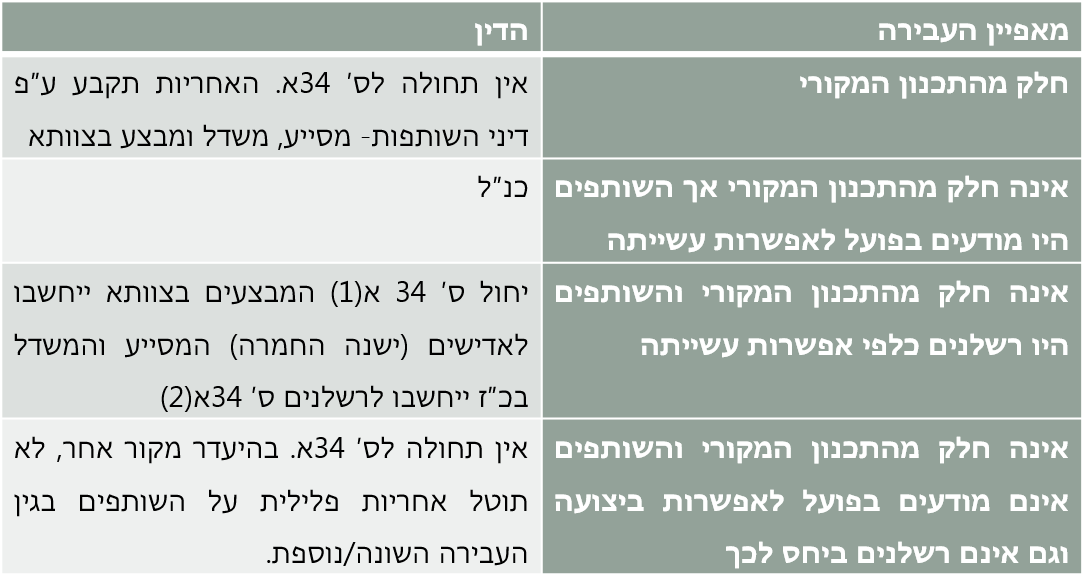 מאפיין העבירה
הדין
חלק מהתכנון המקורי
אין תחולה לס' 34א. האחריות תקבע ע"פ
דיני השותפות- מסייע, משדל ומבצע בצוותא
אינה חלק מהתכנון המקורי אך השותפים
היו מודעים בפועל לאפשרות עשייתה
כנ"ל
אינה חלק מהתכנון המקורי והשותפים
היו רשלנים כלפי אפשרות עשייתה
יחול ס' 34 א(1) המבצעים בצוותא ייחשבו
לאדישים (ישנה החמרה) המסייע והמשדל
בכ"ז ייחשבו לרשלנים ס' 34א(2)
אינה חלק מהתכנון המקורי והשותפים
אינם מודעים בפועל לאפשרות ביצועה
וגם אינם רשלנים ביחס לכך
אין תחולה לס' 34א. בהיעדר מקור אחר, לא
תוטל אחריות פלילית על השותפים בגין
העבירה השונה/נוספת.